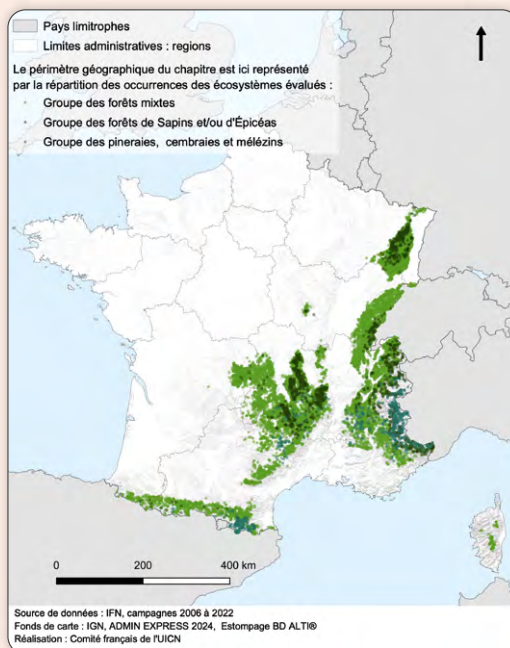 Pays limitrophes
Limites administratives : regions
Le périmètre géographique du chapitre est ici représenté
par la répartition des occurrences des écosystèmes évalués :
Groupe des forêts mixtes
Groupe des forêts de Sapins et/ou d'Épicéas
Groupe des pineraies, cembraies et mélézins
0 200 400 km
Source de données : IFN, campagnes 2006 à 2022
Fonds de carte : IGN, ADMIN EXPRESS 2024, Estompage BD ALTI®
Réalisation : Comité français de l'UICN